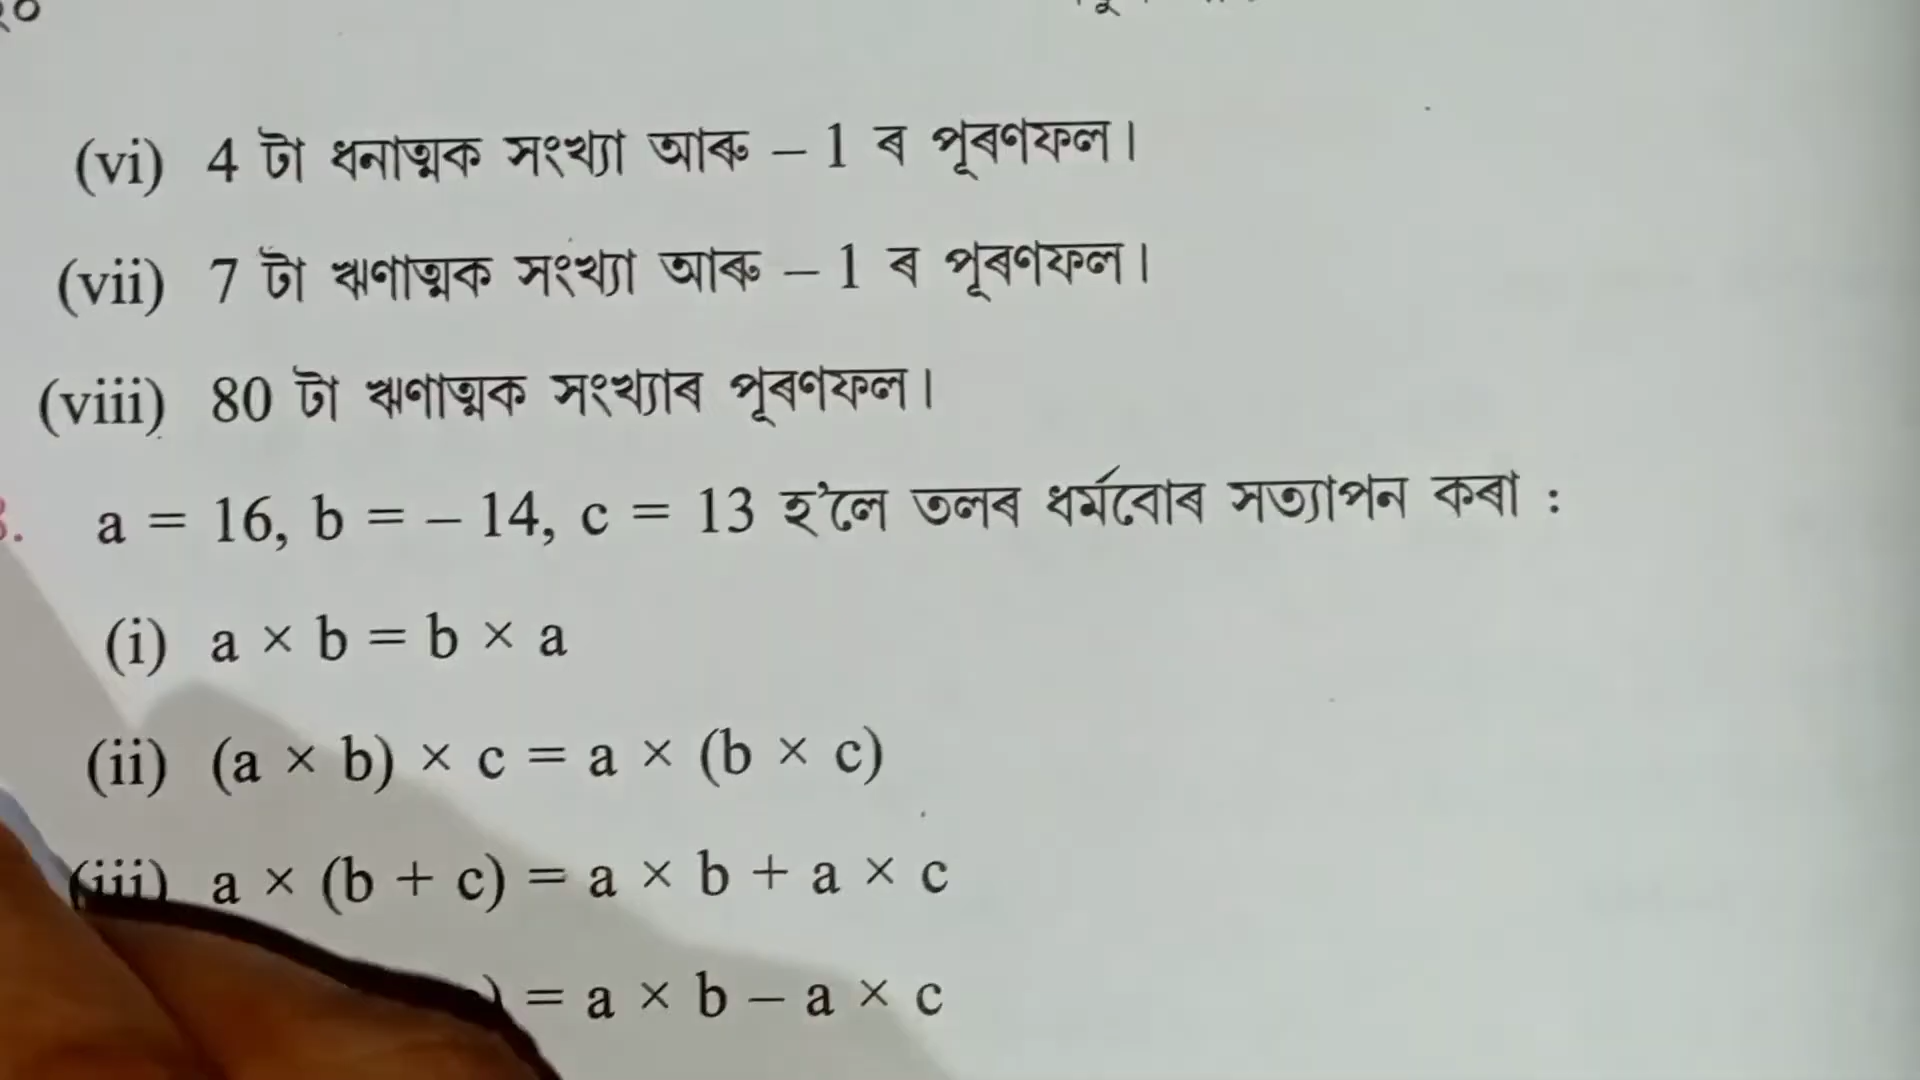 (vi) 4 টা ধনাত্মক সংখ্যা আৰু – 1 ৰ পূৰণফল।
(vii) 7 টা ঋণাত্মক সংখ্যা আৰু – 1 ৰ পূৰণফল।
(viii) 80 টা ঋণাত্মক সংখ্যাৰ পূৰণফল।
a = 16, b = – 14, c = 13 হ’লে তলৰ ধৰ্মবোৰ সত্যাপন কৰা :
(i) a × b = b × a
(ii) (a × b) × c = a × (b × c)
(iii) a × (b + c) = a × b + a × c
) = a × b – a × c